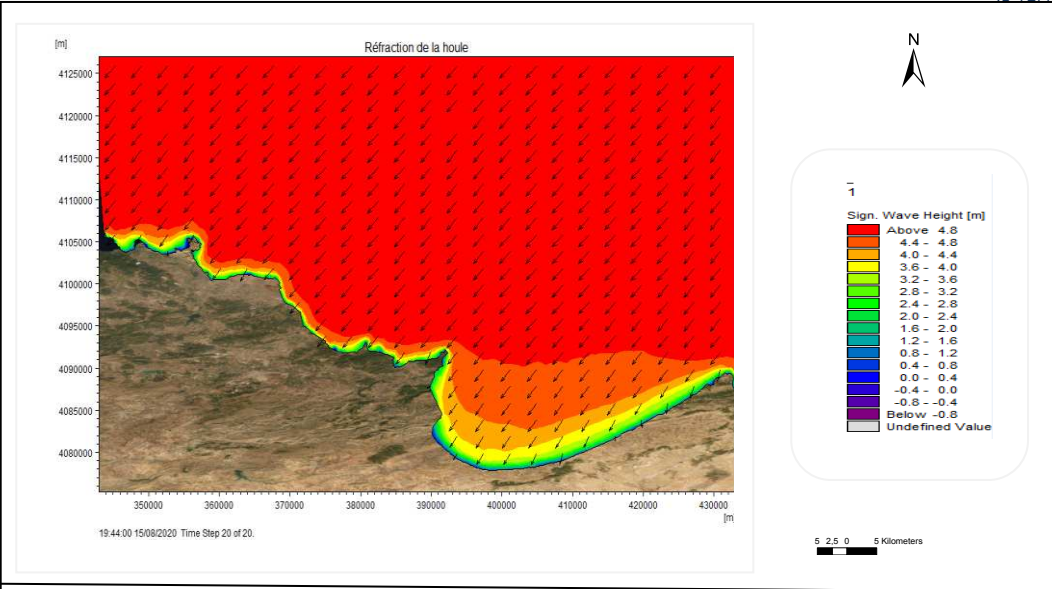 Réfraction de la houle
[m]
4125000
4120000
4115000
4110000
4105000
4100000
4095000
4090000
4085000
4080000
350000 360000 370000 380000 390000 400000 410000 420000 430000
[m
19:44:00 15/08/2020 Time Step 20 of 20.
N
1
Sign. Wave Height [m]
Above 4.8
4.4 - 4.8
4.0 - 4.4
3.6 - 4.0
3.2 - 3.6
2.8 - 3.2
2.4 - 2.8
2.0 - 2.4
1.6 - 2.0
1.2 - 1.6
0.8 - 1.2
0.4 - 0.8
0.0 - 0.4
-0.4 - 0.0
-0.8 - -0.4
Below -0.8
Undefined Value
5 2,5 0 5 Kilometers